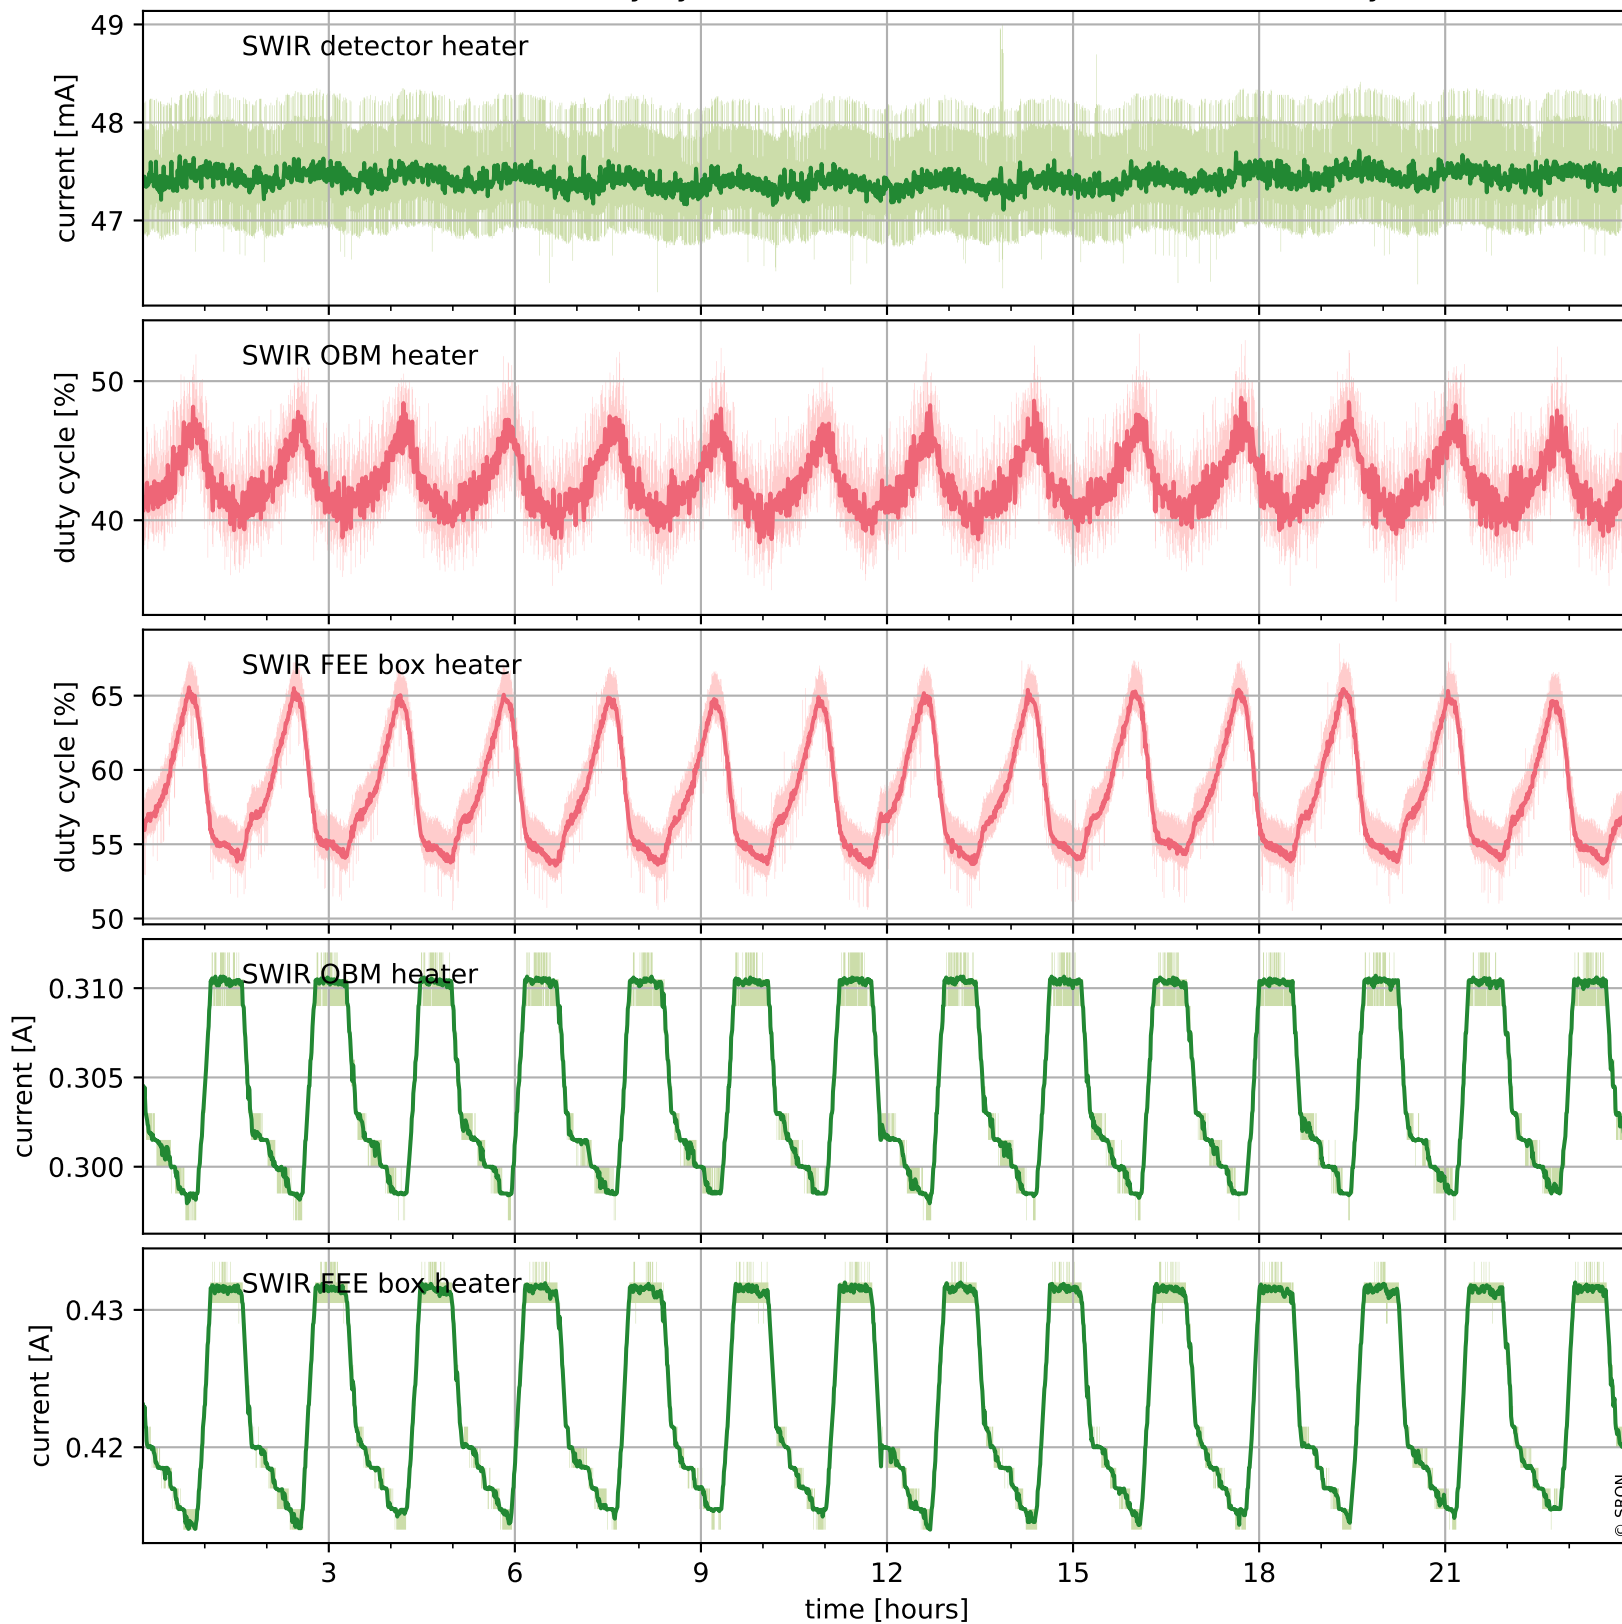 49
SWIR detector heater
48
47
current [mA]
SWIR OBM heater
50
40
duty cycle [%]
SWIR FEE box heater
65
60
55
50
duty cycle [%]
SWIR OBM heater
0.310
0.305
0.300
current [A]
SWIR FEE box heater
0.43
0.42
current [A]
© SRON
3 6 9 12 15 18 21
time [hours]